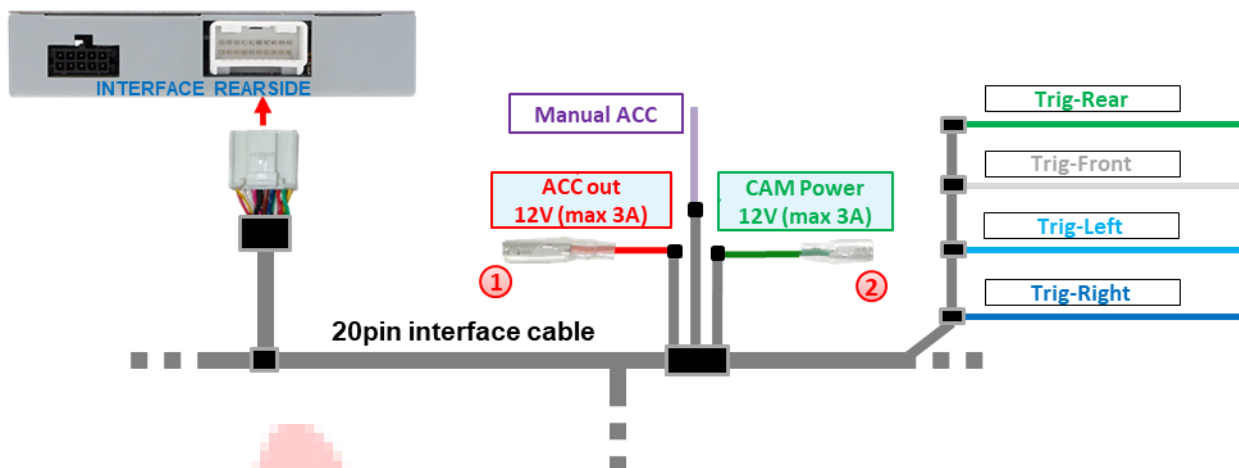 INTERFACE REARSIDE
Manual ACC
Trig-Rear
Trig-Front
ACC out
12V (max 3A)
CAM Power
12V (max 3A)
Trig-Left
1
2
Trig-Right
20pin interface cable